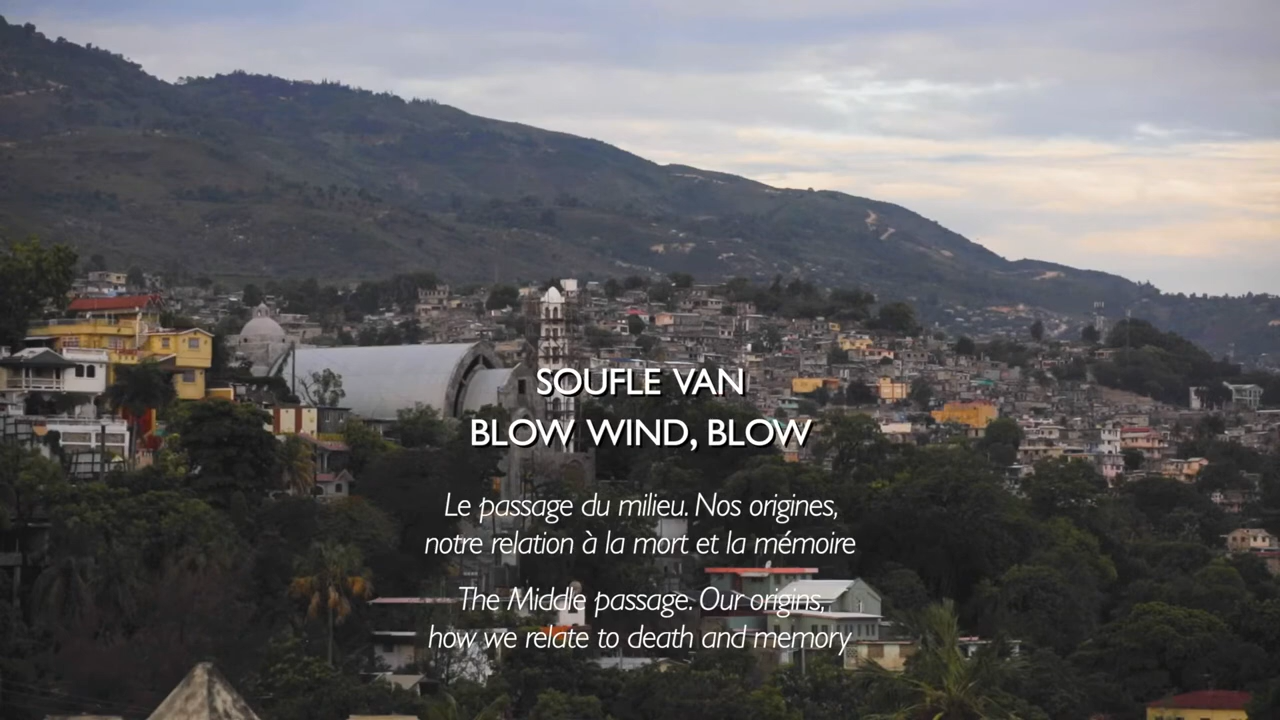 SOUFLE VAN
BLOW WIND, BLOW
Le passage du milieu. Nos origines,
notre relation à la mort et la mémoire
The Middle passage. Our origins,
how we relate to death and memory